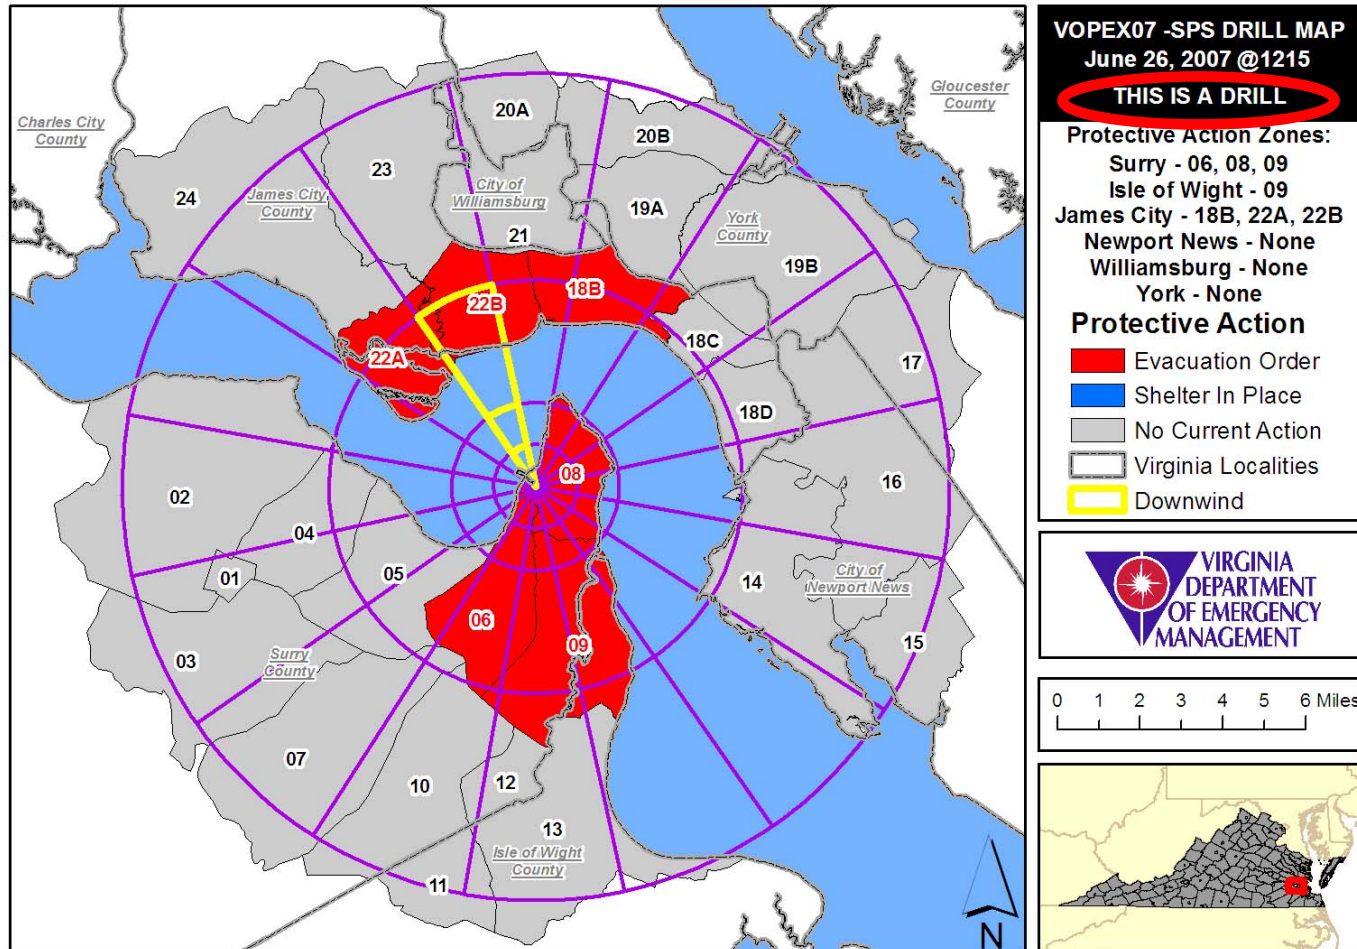 VOPEX07 -SPS DRILL MAP
June 26, 2007 @1215
THIS IS A DRILL
Protective Action Zones:
Surry - 06, 08, 09
Isle of Wight - 09
James City - 18B, 22A, 22B
Newport News - None
Williamsburg - None
York - None
Protective Action
Evacuation Order
Shelter In Place
No Current Action
Virginia Localities
Downwind
VIRGINIA
DEPARTMENT
OF EMERGENCY
MANAGEMENT
0 1 2 3 4 5 6 Miles
Charles City
County
Gloucester
County
20A
20B
23
24
James City
County
City of
Williamsburg
19A
York
County
21
19B
22B
18B
22A
18C
17
18D
08
02
16
04
01
05
14
City of
Newport News
06
09
15
03
Surry
County
07
10
12
13
Isle of Wight
County
11
N